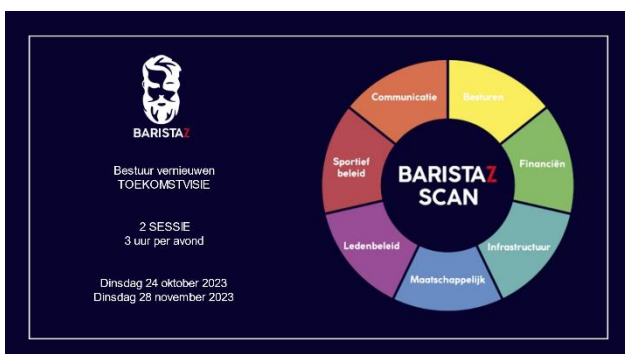 BARISTAZ
Bestuur vernieuwen
TOEKOMSTVISIE
2 SESSIE
3 uur per avond
Dinsdag 24 oktober 2023
Dinsdag 28 november 2023
Communicatie
Besturen
Sportief
beleid
Financiën
BARISTAZ
SCAN
Ledenbeleid
Infrastructuur
Maatschappelijk